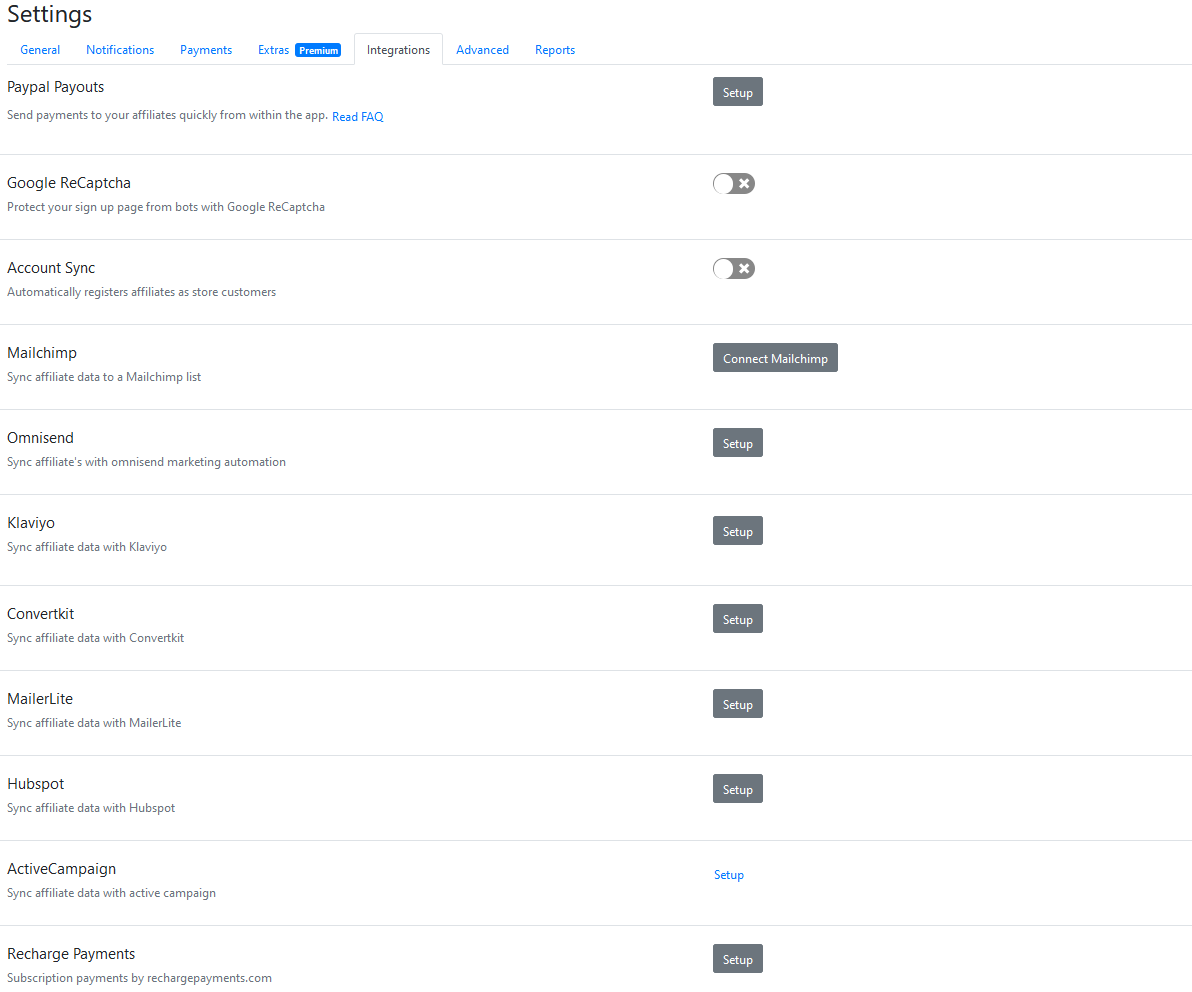 Settings
General Notifications Payments Extras Premium Integrations Advanced Reports
Paypal Payouts
Setup
Send payments to your affiliates quickly from within the app. Read FAQ
Google ReCaptcha
Protect your sign up page from bots with Google ReCaptcha
Account Sync
Automatically registers affiliates as store customers
Mailchimp
Connect Mailchimp
Sync affiliate data to a Mailchimp list
Omnisend
Setup
Sync affiliate's with omnisend marketing automation
Klaviyo
Setup
Sync affiliate data with Klaviyo
Convertkit
Setup
Sync affiliate data with Convertkit
MailerLite
Setup
Sync affiliate data with MailerLite
Hubspot
Setup
Sync affiliate data with Hubspot
ActiveCampaign
Setup
Sync affiliate data with active campaign
Recharge Payments
Setup
Subscription payments by rechargepayments.com